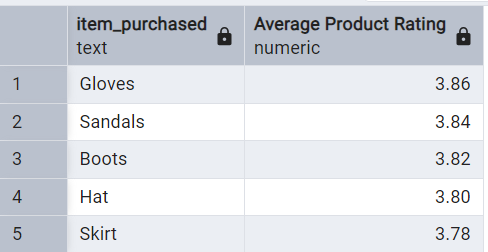 item_purchased Average Product Rating
text numeric
1 Gloves 3.86
2 Sandals 3.84
3 Boots 3.82
4 Hat 3.80
5 Skirt 3.78